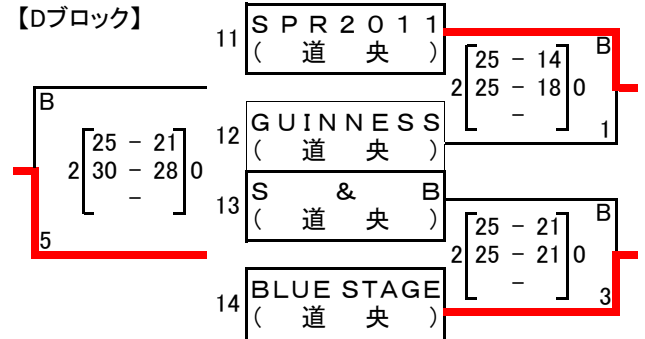 【Dブロック】
11 SPR2011
( 道 央 )
B
25 - 14
2 25 - 18 0
-
1
B
25 - 21
2 30 - 28 0
-
5
12 GUINNESS
( 道 央 )
13 S & B
( 道 央 )
B
25 - 21
2 25 - 21 0
-
3
14 BLUE STAGE
( 道 央 )